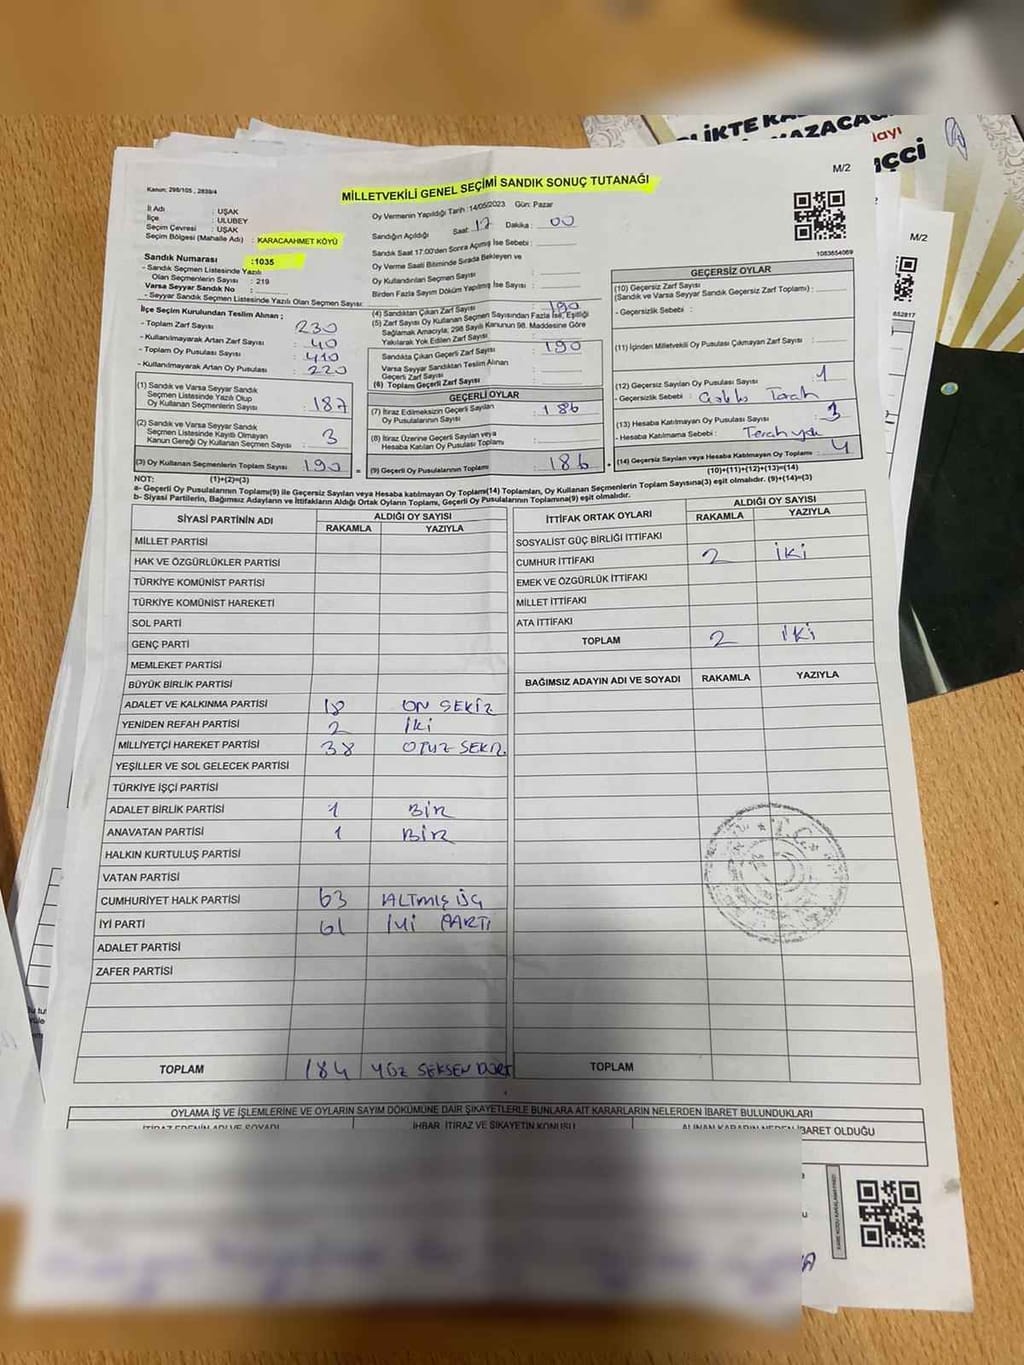 M/2
Kanun: 298/105 , 2839/4
MİLLETVEKİLİ GENEL SEÇİMİ SANDIK SONUÇ TUTANAĞI
İl Adı : UŞAK
İlçe : ULUBEY
Seçim Çevresi : UŞAK
Seçim Bölgesi (Mahalle Adı) : KARACAAHMET KÖYÜ
Sandık Numarası :1035
- Sandık Seçmen Listesinde Yazılı
Olan Seçmenlerin Sayısı : 219
Varsa Seyyar Sandık No :
- Seyyar Sandık Seçmen Listesinde Yazılı Olan Seçmen Sayısı:
Oy Vermenin Yapıldığı Tarih :14/05/2023 Gün: Pazar
Sandığın Açıldığı Saat: 17 Dakika : 00
Sandık Saat 17:00'den Sonra Açımış İse Sebebi :
Oy Verme Saati Bitiminde Sırada Bekleyen ve
Oy Kullandırılan Seçmen Sayısı :
Birden Fazla Sayım Döküm Yapılmış İse Sayısı :
1083654069
İlçe Seçim Kurulundan Teslim Alınan ;
- Toplam Zarf Sayısı : 230
- Kullanılmayarak Artan Zarf Sayısı : 40
- Toplam Oy Pusulası Sayısı : 410
- Kullanılmayarak Artan Oy Pusulası : 220
(1) Sandık ve Varsa Seyyar Sandık
Seçmen Listesinde Yazılı Olup
Oy Kullanan Seçmenlerin Sayısı : 187
(2) Sandık ve Varsa Seyyar Sandık
Seçmen Listesinde Kayıtlı Olmayan
Kanun Gereği Oy Kullanan Seçmen Sayısı : 3
(3) Oy Kullanan Seçmenlerin Toplam Sayısı : 190
(4) Sandıktan Çıkan Zarf Sayısı : 190
(5) Zarf Sayısı Oy Kullanan Seçmen Sayısından Fazla İse, Eşitliği
Sağlamak Amacıyla; 298 Sayılı Kanunun 98. Maddesine Göre
Yakılarak Yok Edilen Zarf Sayısı :
Sandıkta Çıkan Geçerli Zarf Sayısı : 190
Varsa Seyyar Sandıktan Teslim Alınan
Geçerli Zarf Sayısı :
(6) Toplam Geçerli Zarf Sayısı :
GEÇERLİ OYLAR
(7) İtiraz Edilmeksizin Geçerli Sayılan
Oy Pusulalarının Sayısı : 186
(8) İtiraz Üzerine Geçerli Sayılan veya
Hesaba Katılan Oy Pusulası Toplamı :
(9) Geçerli Oy Pusulalarının Toplamı : 186
GEÇERSİZ OYLAR
(10) Geçersiz Zarf Sayısı
(Sandık ve Varsa Seyyar Sandık Geçersiz Zarf Toplamı) :
- Geçersizlik Sebebi :
(11) İçinden Milletvekili Oy Pusulası Çıkmayan Zarf Sayısı :
(12) Geçersiz Sayılan Oy Pusulası Sayısı : 1
- Geçersizlik Sebebi :
(13) Hesaba Katılmayan Oy Pusulası Sayısı : 3
- Hesaba Katılmama Sebebi :
(14) Geçersiz Sayılan veya Hesaba Katılmayan Oy Toplamı : 4
NOT: (1)+(2)=(3)
(10)+(11)+(12)+(13)=(14)
a- Geçerli Oy Pusulalarının Toplamı(9) ile Geçersiz Sayılan veya Hesaba katılmayan Oy Toplamı(14) Toplamları, Oy Kullanan Seçmenlerin Toplam Sayısına(3) eşit olmalıdır. (9)+(14)=(3)
b- Siyasi Partilerin, Bağımsız Adayların ve İttifakların Aldığı Ortak Oyların Toplamı, Geçerli Oy Pusulalarının Toplamına(9) eşit olmalıdır.
SİYASİ PARTİNİN ADI ALDIĞI OY SAYISI
RAKAMLA YAZIYLA
MİLLET PARTİSI
HAK VE ÖZGÜRLÜKLER PARTİSİ
TÜRKİYE KOMÜNİST PARTİSİ
TÜRKİYE KOMÜNİST HAREKETİ
SOL PARTİ
GENÇ PARTİ
MEMLEKET PARTİSİ
BÜYÜK BİRLİK PARTİSİ
ADALET VE KALKINMA PARTİSİ 18 ON SEKİZ
YENİDEN REFAH PARTİSİ 2 İKİ
MİLLİYETÇİ HAREKET PARTİSİ 38 OTUZ SEKİZ
YEŞİLLER VE SOL GELECEK PARTİSİ
TÜRKİYE İŞÇİ PARTİSİ
ADALET BİRLİK PARTİSİ 1 BİR
ANAVATAN PARTİSİ 1 BİR
HALKIN KURTULUŞ PARTİSİ
VATAN PARTİSİ
CUMHURİYET HALK PARTİSİ 63 ALTMIŞ ÜÇ
İYİ PARTİ 61 İYİ PARTİ
ADALET PARTİSİ
ZAFER PARTİSİ
TOPLAM 184 YÜZ SEKSEN DÖRT
İTTİFAK ORTAK OYLARI ALDIĞI OY SAYISI
RAKAMLA YAZIYLA
SOSYALİST GÜÇ BİRLİĞİ İTTİFAKI
CUMHUR İTTİFAKI 2 İKİ
EMEK VE ÖZGÜRLÜK İTTİFAKI
MİLLET İTTİFAKI
ATA İTTİFAKI
TOPLAM 2 İKİ
BAĞIMSIZ ADAYIN ADI VE SOYADI RAKAMLA YAZIYLA
TOPLAM
OYLAMA İŞ VE İŞLEMLERİNE VE OYLARIN SAYIM DÖKÜMÜNE DAİR ŞİKAYETLERLE BUNLARA AİT KARARLARIN NELERDEN İBARET BULUNDUKLARI
İTİRAZ EDENİN ADI VE SOYADI İHBAR, İTİRAZ VE ŞİKAYETİN KONUSU ALINAN KARARIN NEDEN İBARET OLDUĞU
M/2
652817